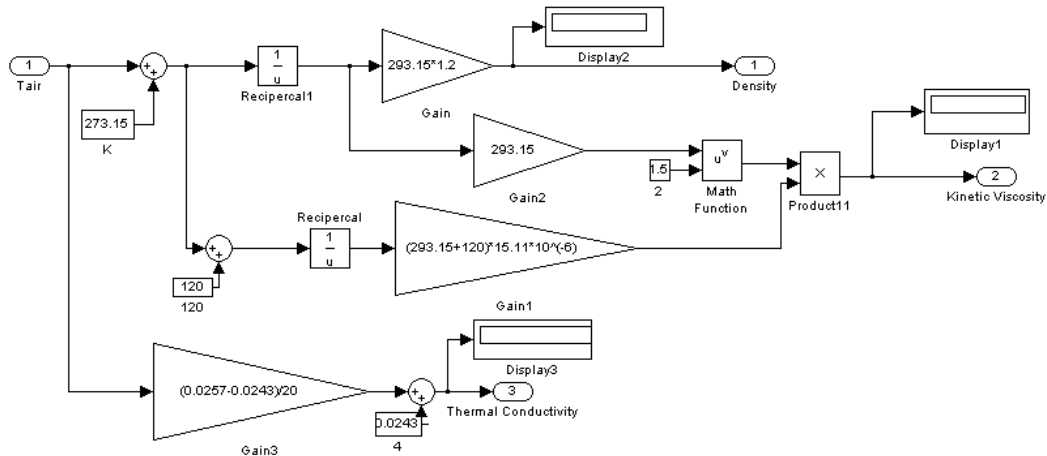 1
Tair
273.15
K
1
u
Recipercal1
293.15*1.2
Gain
Display2
1
Density
293.15
Gain2
1.5
2
u^v
Math
Function
×
Product11
Display1
2
Kinetic Viscosity
120
120
Recipercal
1
u
(293.15+120)*15.11*10^(-6)
Gain1
(0.0257-0.0243)/20
Gain3
0.0243
4
Display3
3
Thermal Conductivity